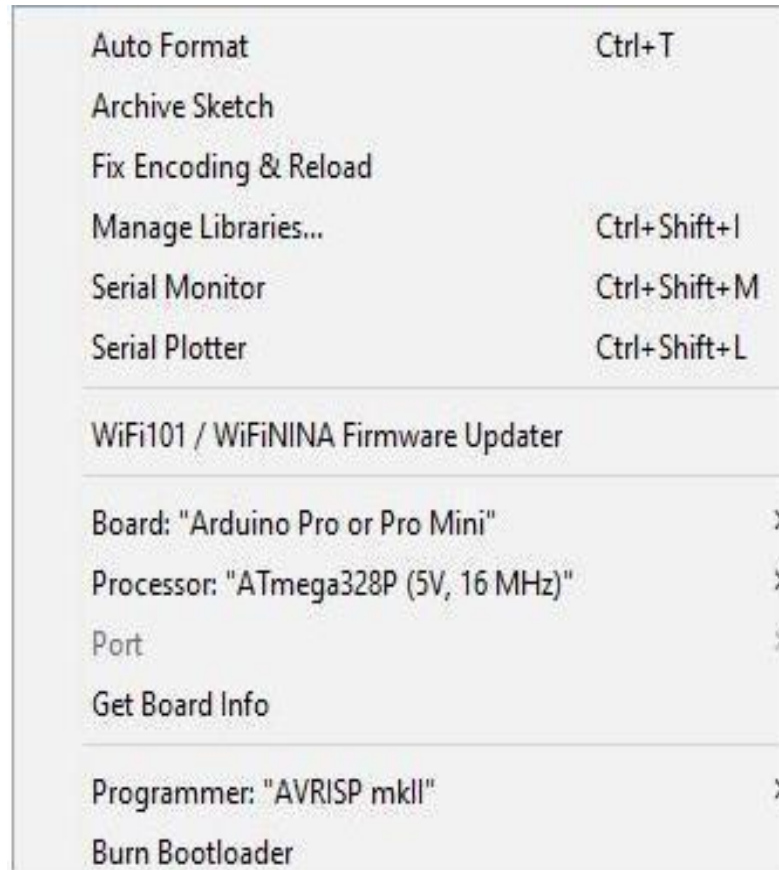 Auto Format Ctrl+T
Archive Sketch
Fix Encoding & Reload
Manage Libraries... Ctrl+Shift+I
Serial Monitor Ctrl+Shift+M
Serial Plotter Ctrl+Shift+L
WiFi101 / WiFiNINA Firmware Updater
Board: "Arduino Pro or Pro Mini"
Processor: "ATmega328P (5V, 16 MHz)"
Port
Get Board Info
Programmer: "AVRISP mkII"
Burn Bootloader